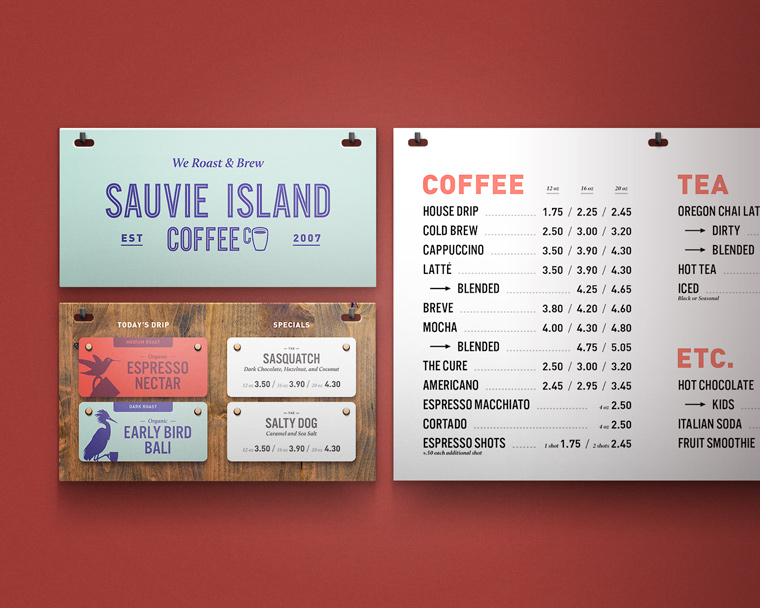 We Roast & Brew
SAUVIE ISLAND
EST COFFEE CO 2007
TODAY'S DRIP
MEDIUM ROAST
Organic
ESPRESSO
NECTAR
DARK ROAST
Organic
EARLY BIRD
BALI
SPECIALS
THE
SASQUATCH
Dark Chocolate, Hazelnut, and Coconut
12 oz 3.50 / 16 oz 3.90 / 20 oz 4.30
THE
SALTY DOG
Caramel and Sea Salt
12 oz 3.50 / 16 oz 3.90 / 20 oz 4.30
COFFEE 12 oz 16 oz 20 oz
HOUSE DRIP 1.75 / 2.25 / 2.45
COLD BREW 2.50 / 3.00 / 3.20
CAPPUCCINO 3.50 / 3.90 / 4.30
LATTÉ 3.50 / 3.90 / 4.30
→ BLENDED 4.25 / 4.65
BREVE 3.80 / 4.20 / 4.60
MOCHA 4.00 / 4.30 / 4.80
→ BLENDED 4.75 / 5.05
THE CURE 2.50 / 3.00 / 3.20
AMERICANO 2.45 / 2.95 / 3.45
ESPRESSO MACCHIATO 4 oz 2.50
CORTADO 4 oz 2.50
ESPRESSO SHOTS 1 shot 1.75 / 2 shots 2.45
+.50 each additional shot
TEA
OREGON CHAI LAT
→ DIRTY
→ BLENDED
HOT TEA
ICED
Black or Seasonal
ETC.
HOT CHOCOLATE
→ KIDS
ITALIAN SODA
FRUIT SMOOTHIE